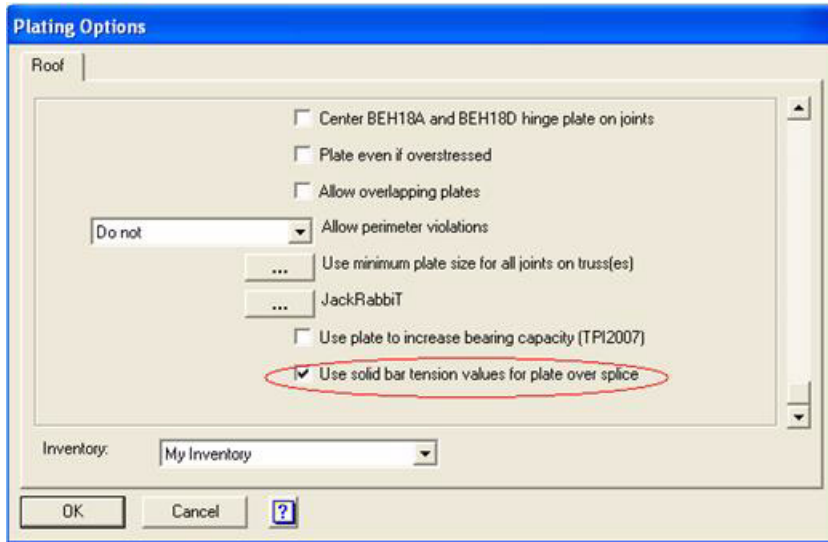 Plating Options
Roof
Center BEH18A and BEH18D hinge plate on joints
Plate even if overstressed
Allow overlapping plates
Do not Allow perimeter violations
... Use minimum plate size for all joints on truss(es)
... JackRabbiT
Use plate to increase bearing capacity (TPI2007)
Use solid bar tension values for plate over splice
Inventory: My Inventory
OK Cancel ?